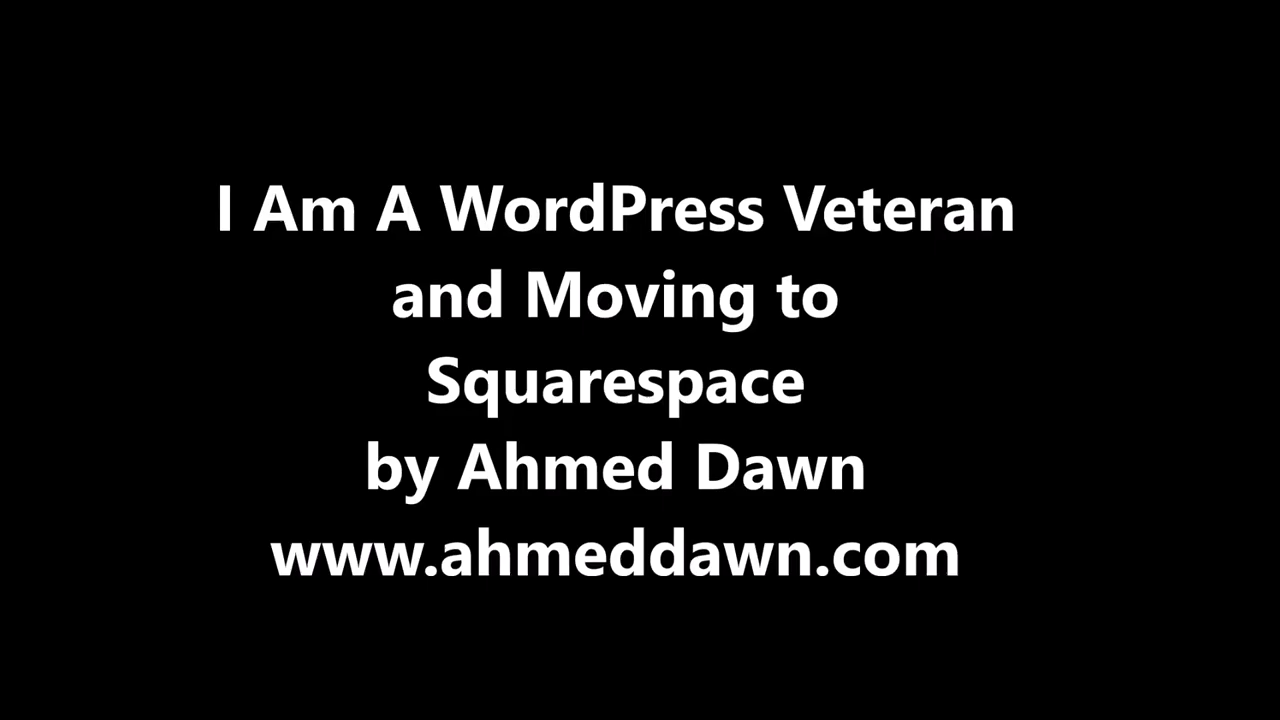 I Am A WordPress Veteran
and Moving to
Squarespace
by Ahmed Dawn
www.ahmeddawn.com